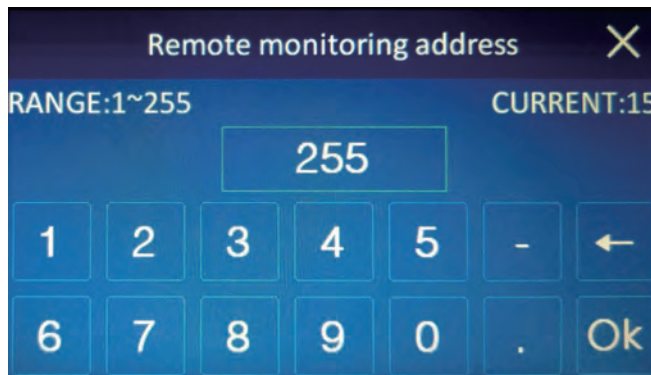 Remote monitoring address ×
RANGE:1~255 CURRENT:15
255
1 2 3 4 5 - ←
6 7 8 9 0 . Ok